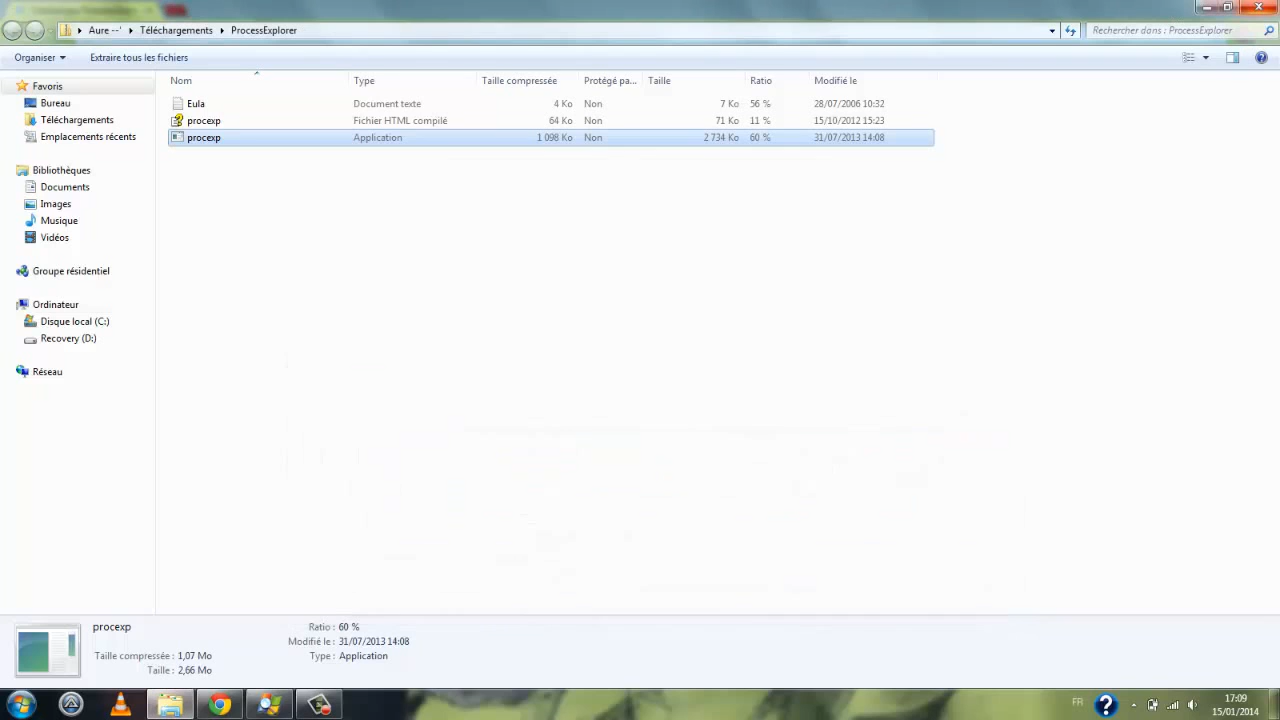 Aure --' Téléchargements ProcessExplorer Rechercher dans : ProcessExplorer
Organiser Extraire tous les fichiers
Nom Type Taille compressée Protégé pa... Taille Ratio Modifié le
Eula Document texte 4 Ko Non 7 Ko 56 % 28/07/2006 10:32
procexp Fichier HTML compilé 64 Ko Non 71 Ko 11 % 15/10/2012 15:23
procexp Application 1 098 Ko Non 2 734 Ko 60 % 31/07/2013 14:08
Favoris
Bureau
Téléchargements
Emplacements récents
Bibliothèques
Documents
Images
Musique
Vidéos
Groupe résidentiel
Ordinateur
Disque local (C:)
Recovery (D:)
Réseau
procexp Ratio : 60 %
Modifié le : 31/07/2013 14:08
Taille compressée : 1,07 Mo Type : Application
Taille : 2,66 Mo
FR 17:09
15/01/2014